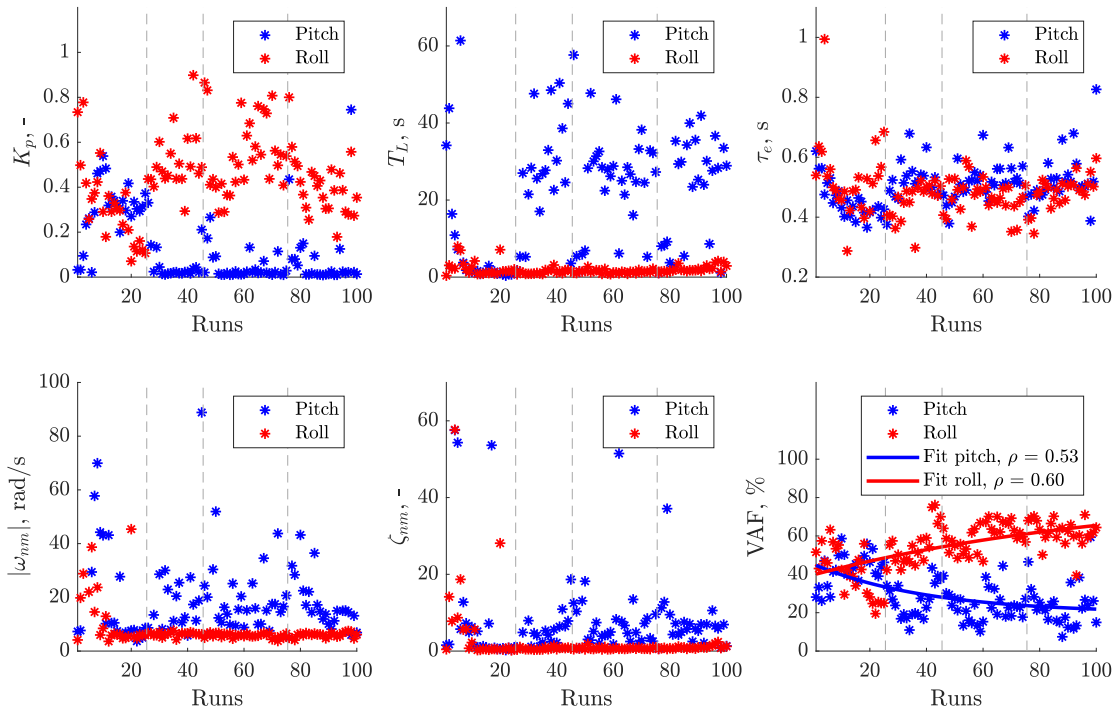 Pitch
Roll
K_p, -
1
0.8
0.6
0.4
0.2
0
20 40 60 80 100
Runs
Pitch
Roll
T_L, s
60
40
20
0
20 40 60 80 100
Runs
Pitch
Roll
τ_e, s
1
0.8
0.6
0.4
0.2
20 40 60 80 100
Runs
Pitch
Roll
|ω_nm|, rad/s
100
80
60
40
20
0
20 40 60 80 100
Runs
Pitch
Roll
ζ_nm, -
60
40
20
0
20 40 60 80 100
Runs
Pitch
Roll
Fit pitch, ρ = 0.53
Fit roll, ρ = 0.60
VAF, %
100
80
60
40
20
0
20 40 60 80 100
Runs